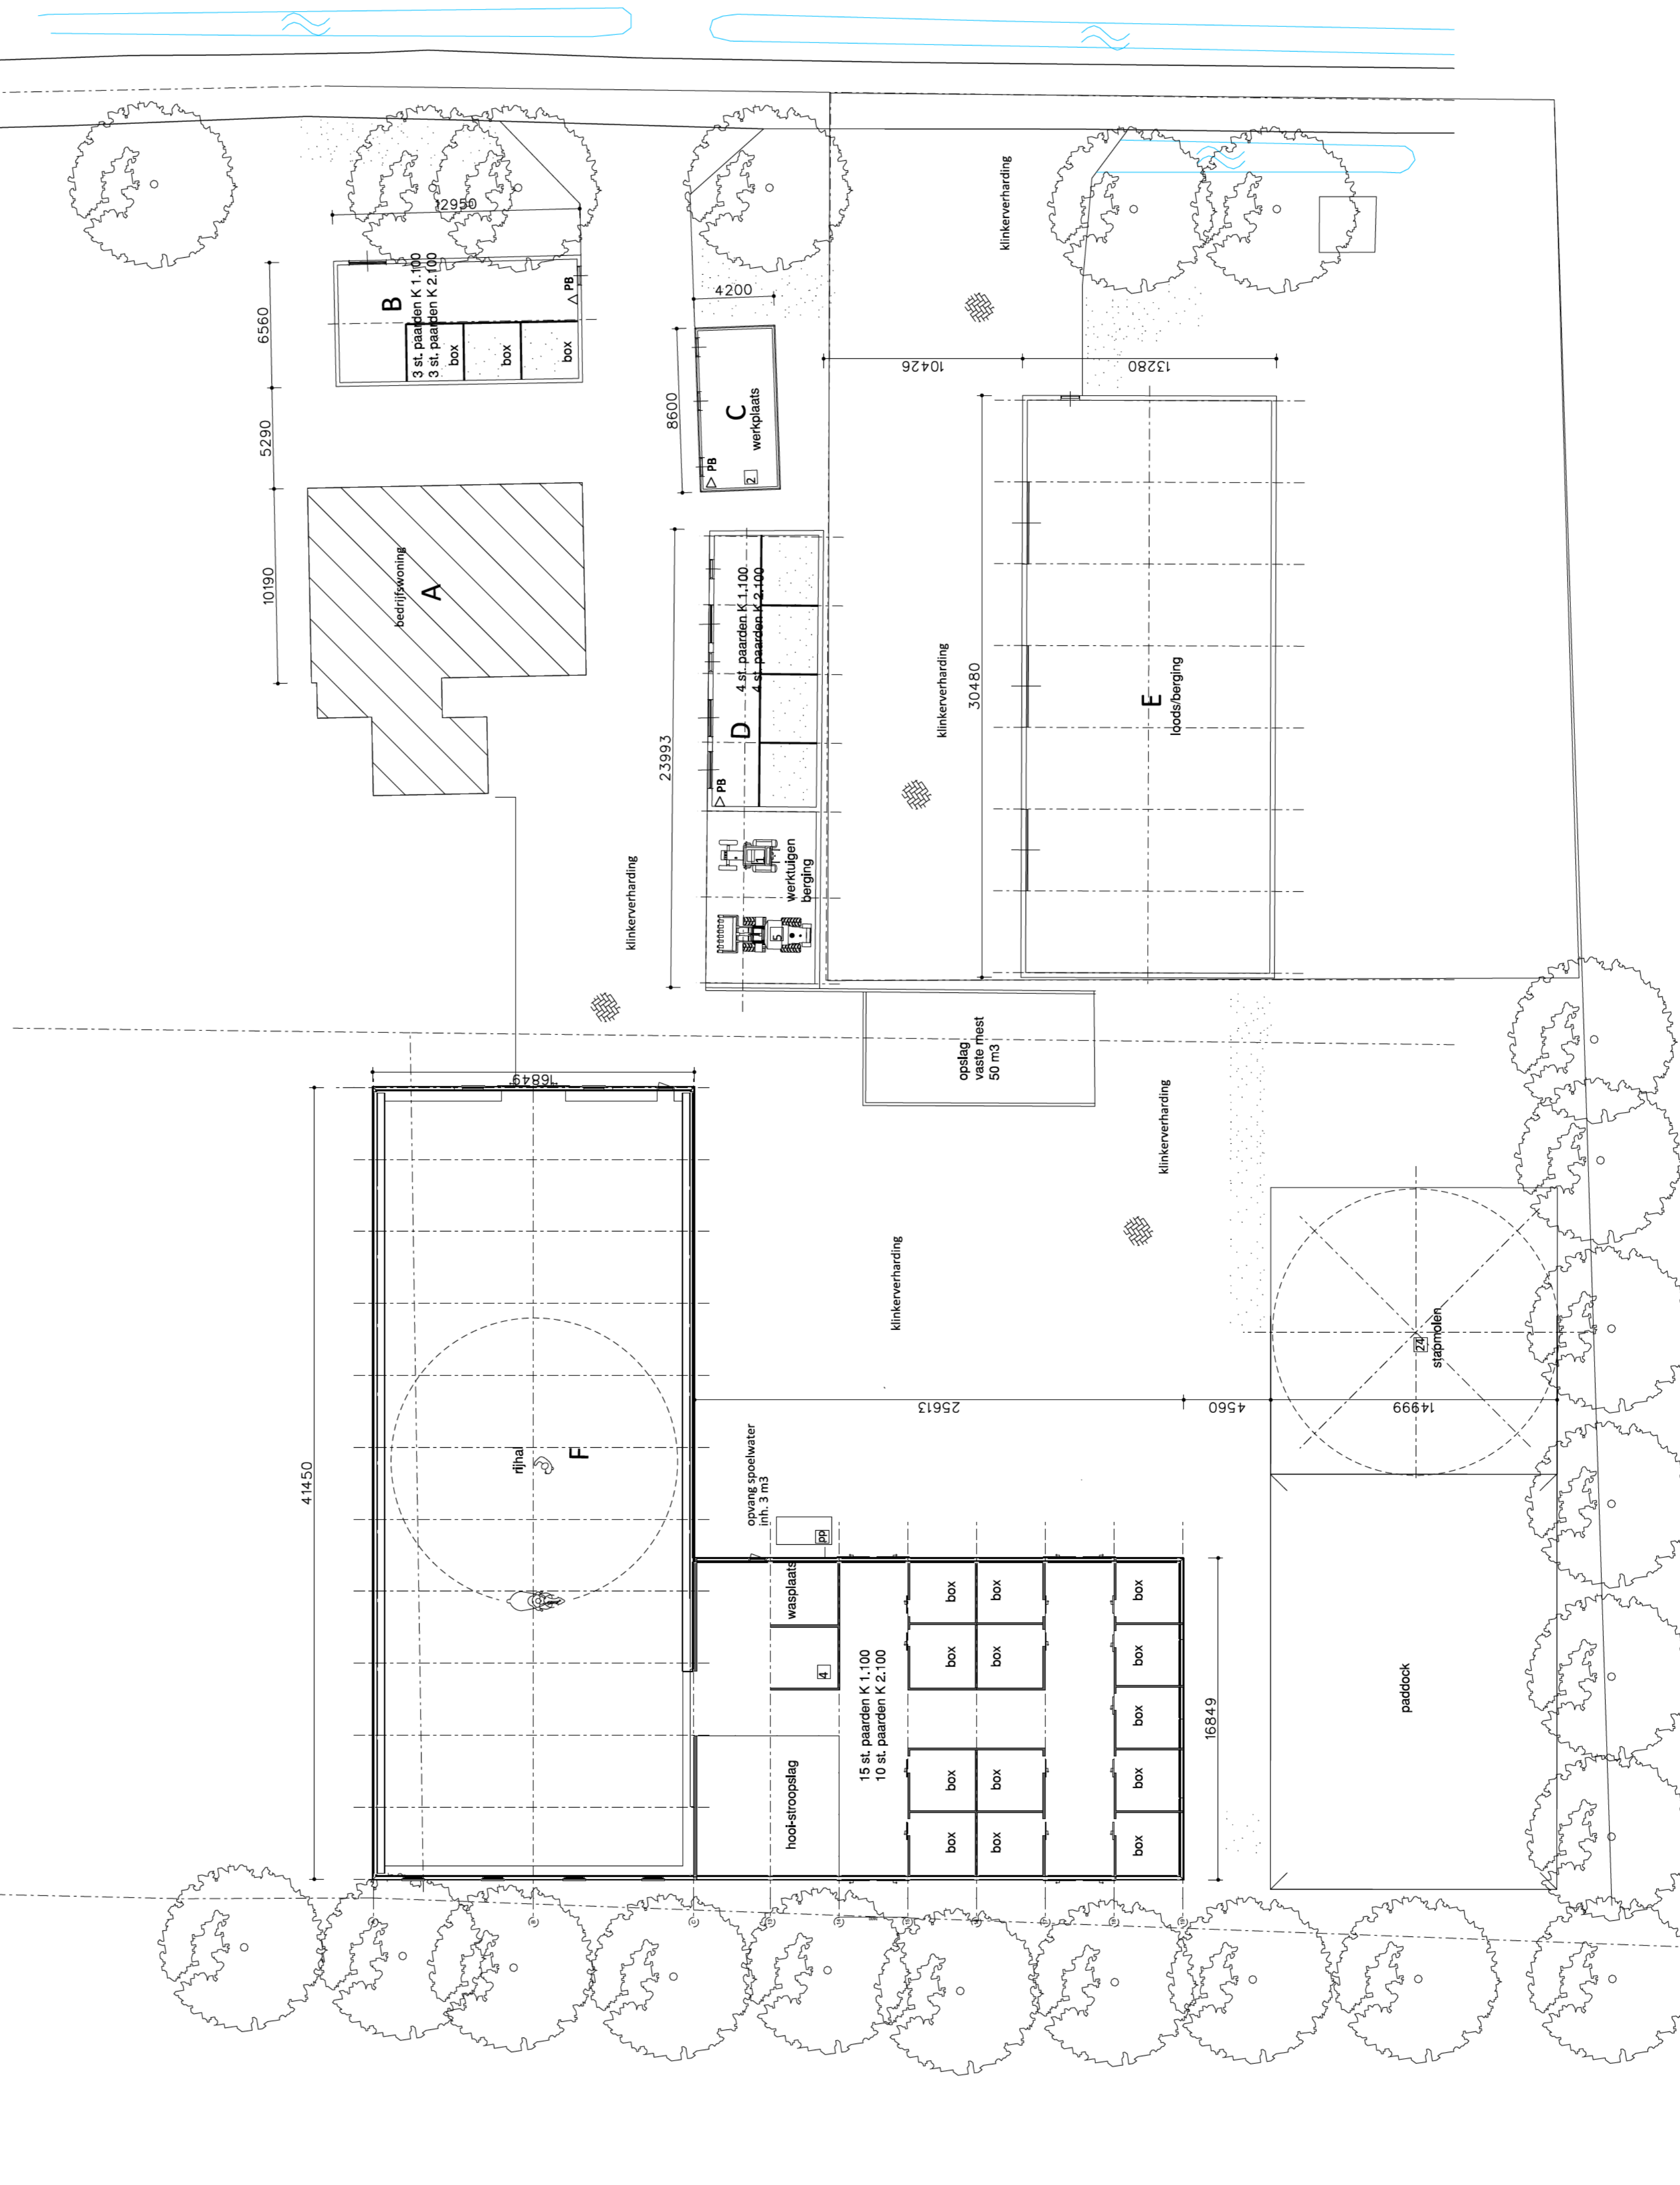 12950
6560
5290
10190
B
3 st. paarden K 1.100
3 st. paarden K 2.100
box
box
box
PB
bedrijfswoning
A
4200
8600
C
werkplaats
2
PB
klinkerverharding
10426
13280
23993
4 st. paarden K 1.100
4 st. paarden K 2.100
D
PB
1
5
werktuigen
berging
klinkerverharding
klinkerverharding
30480
E
loods/berging
opslag
vaste mest
50 m3
klinkerverharding
klinkerverharding
16849
41450
rijhal
F
opvang spoelwater
inh. 3 m3
pp
wasplaats
4
hooi-stroopslag
15 st. paarden K 1.100
10 st. paarden K 2.100
box
box
box
box
box
box
box
box
box
box
box
box
box
16849
25613
4560
14999
24
stapmolen
paddock